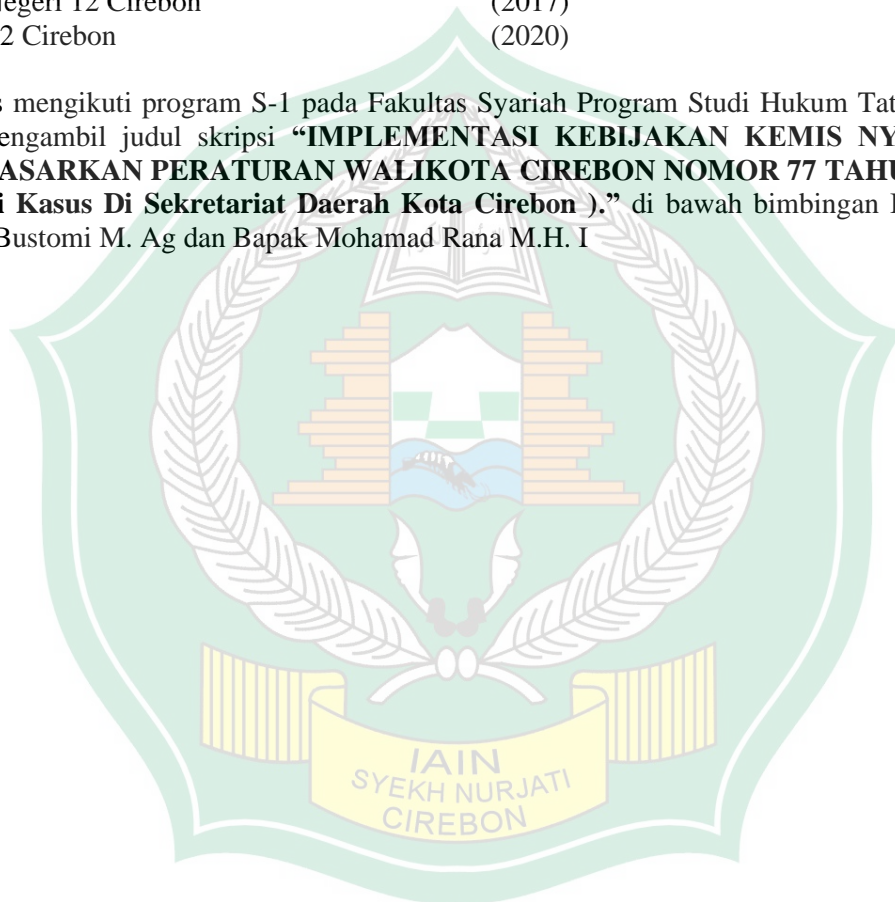 Negeri 12 Cirebon (2017)
2 Cirebon (2020)
s mengikuti program S-1 pada Fakultas Syariah Program Studi Hukum Tat
engambil judul skripsi “IMPLEMENTASI KEBIJAKAN KEMIS NY
ASARKAN PERATURAN WALIKOTA CIREBON NOMOR 77 TAHU
i Kasus Di Sekretariat Daerah Kota Cirebon ).” di bawah bimbingan
Bustomi M. Ag dan Bapak Mohamad Rana M.H. I
IAIN
SYEKH NURJATI
CIREBON